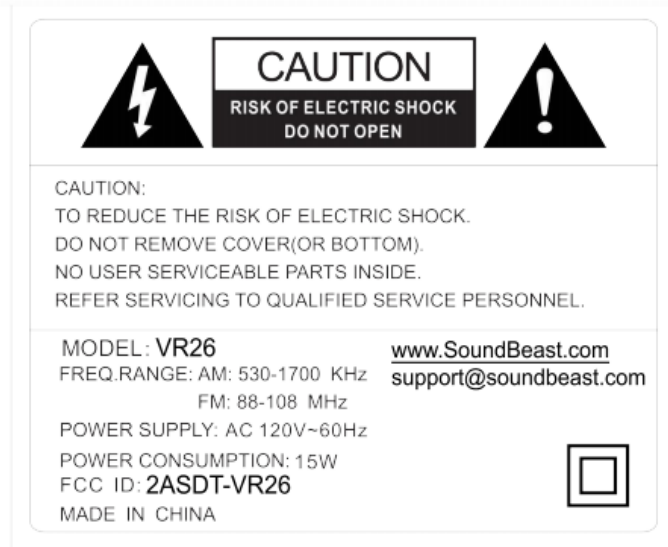 CAUTION
RISK OF ELECTRIC SHOCK
DO NOT OPEN
CAUTION:
TO REDUCE THE RISK OF ELECTRIC SHOCK.
DO NOT REMOVE COVER(OR BOTTOM).
NO USER SERVICEABLE PARTS INSIDE.
REFER SERVICING TO QUALIFIED SERVICE PERSONNEL.
MODEL: VR26
FREQ.RANGE: AM: 530-1700 KHz
FM: 88-108 MHz
POWER SUPPLY: AC 120V~60Hz
POWER CONSUMPTION: 15W
FCC ID: 2ASDT-VR26
MADE IN CHINA
www.SoundBeast.com
support@soundbeast.com